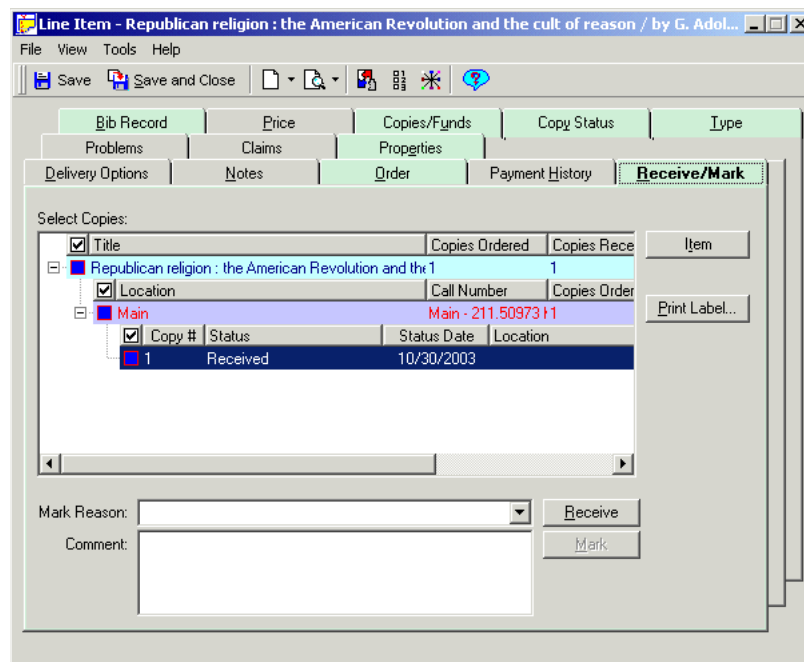 Line Item - Republican religion : the American Revolution and the cult of reason / by G. Adol...
File View Tools Help
Save Save and Close
Bib Record Price Copies/Funds Copy Status Type
Problems Claims Properties
Delivery Options Notes Order Payment History Receive/Mark
Select Copies:
Title Copies Ordered Copies Rece
Item
Republican religion : the American Revolution and the 1 1
Location Call Number Copies Order
Main Main - 211.50973 1
Print Label...
Copy # Status Status Date Location
1 Received 10/30/2003
Mark Reason:
Receive
Comment:
Mark